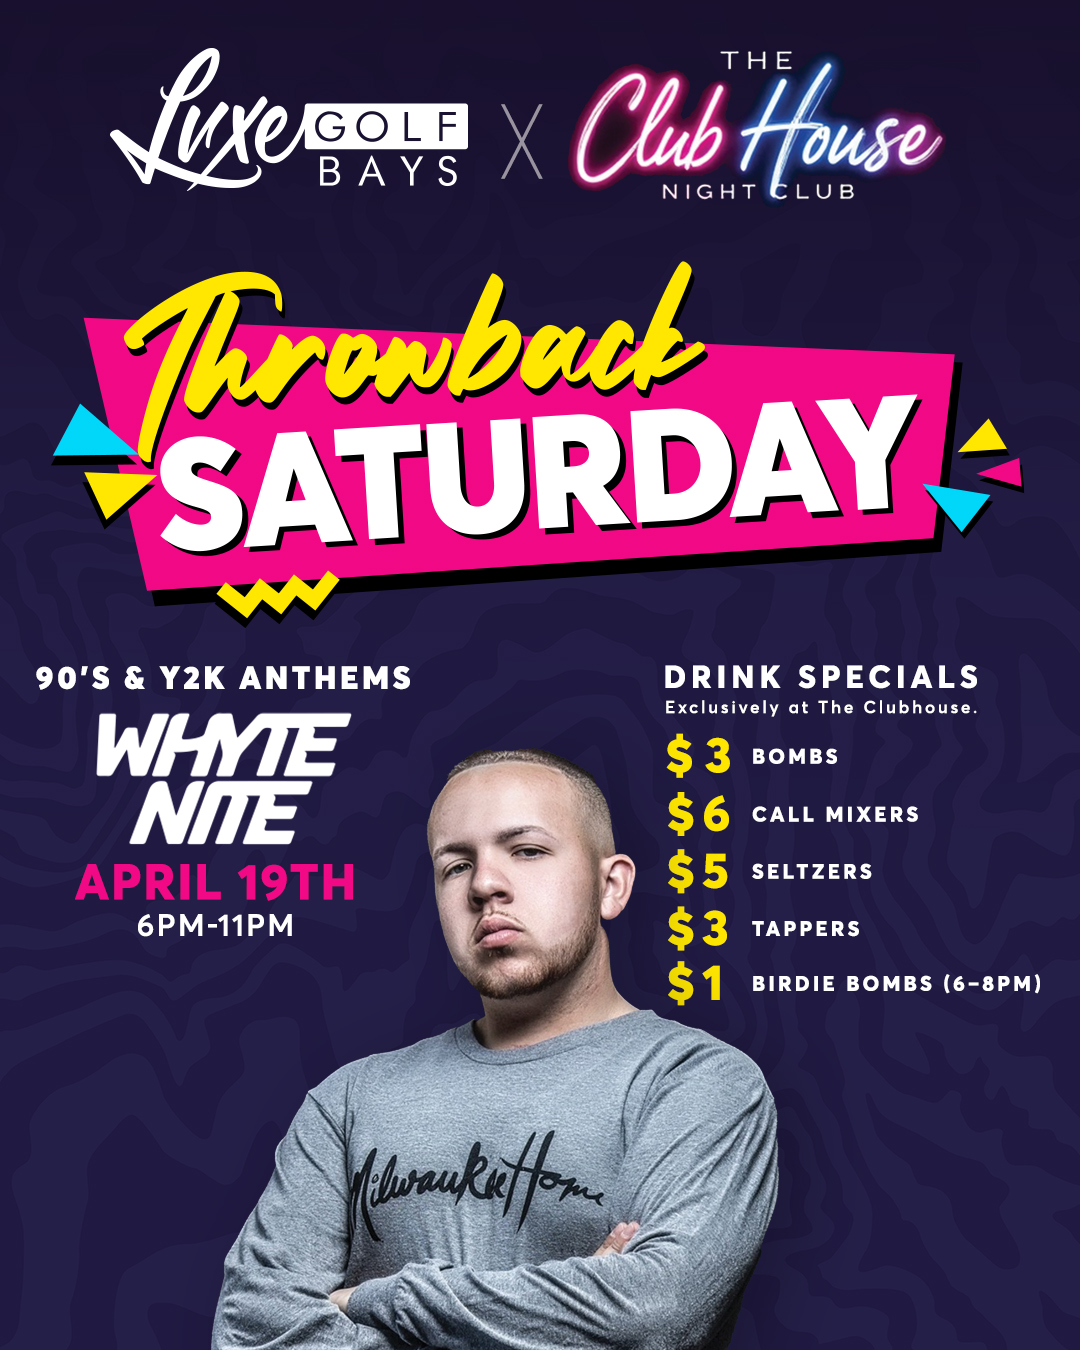 Luxe GOLF BAYS X THE Club House NIGHT CLUB
Throwback
SATURDAY
90'S & Y2K ANTHEMS
WHYTE
NITE
APRIL 19TH
6PM-11PM
DRINK SPECIALS
Exclusively at The Clubhouse.
$3 BOMBS
$6 CALL MIXERS
$5 SELTZERS
$3 TAPPERS
$1 BIRDIE BOMBS (6-8PM)
Milwaukee Home